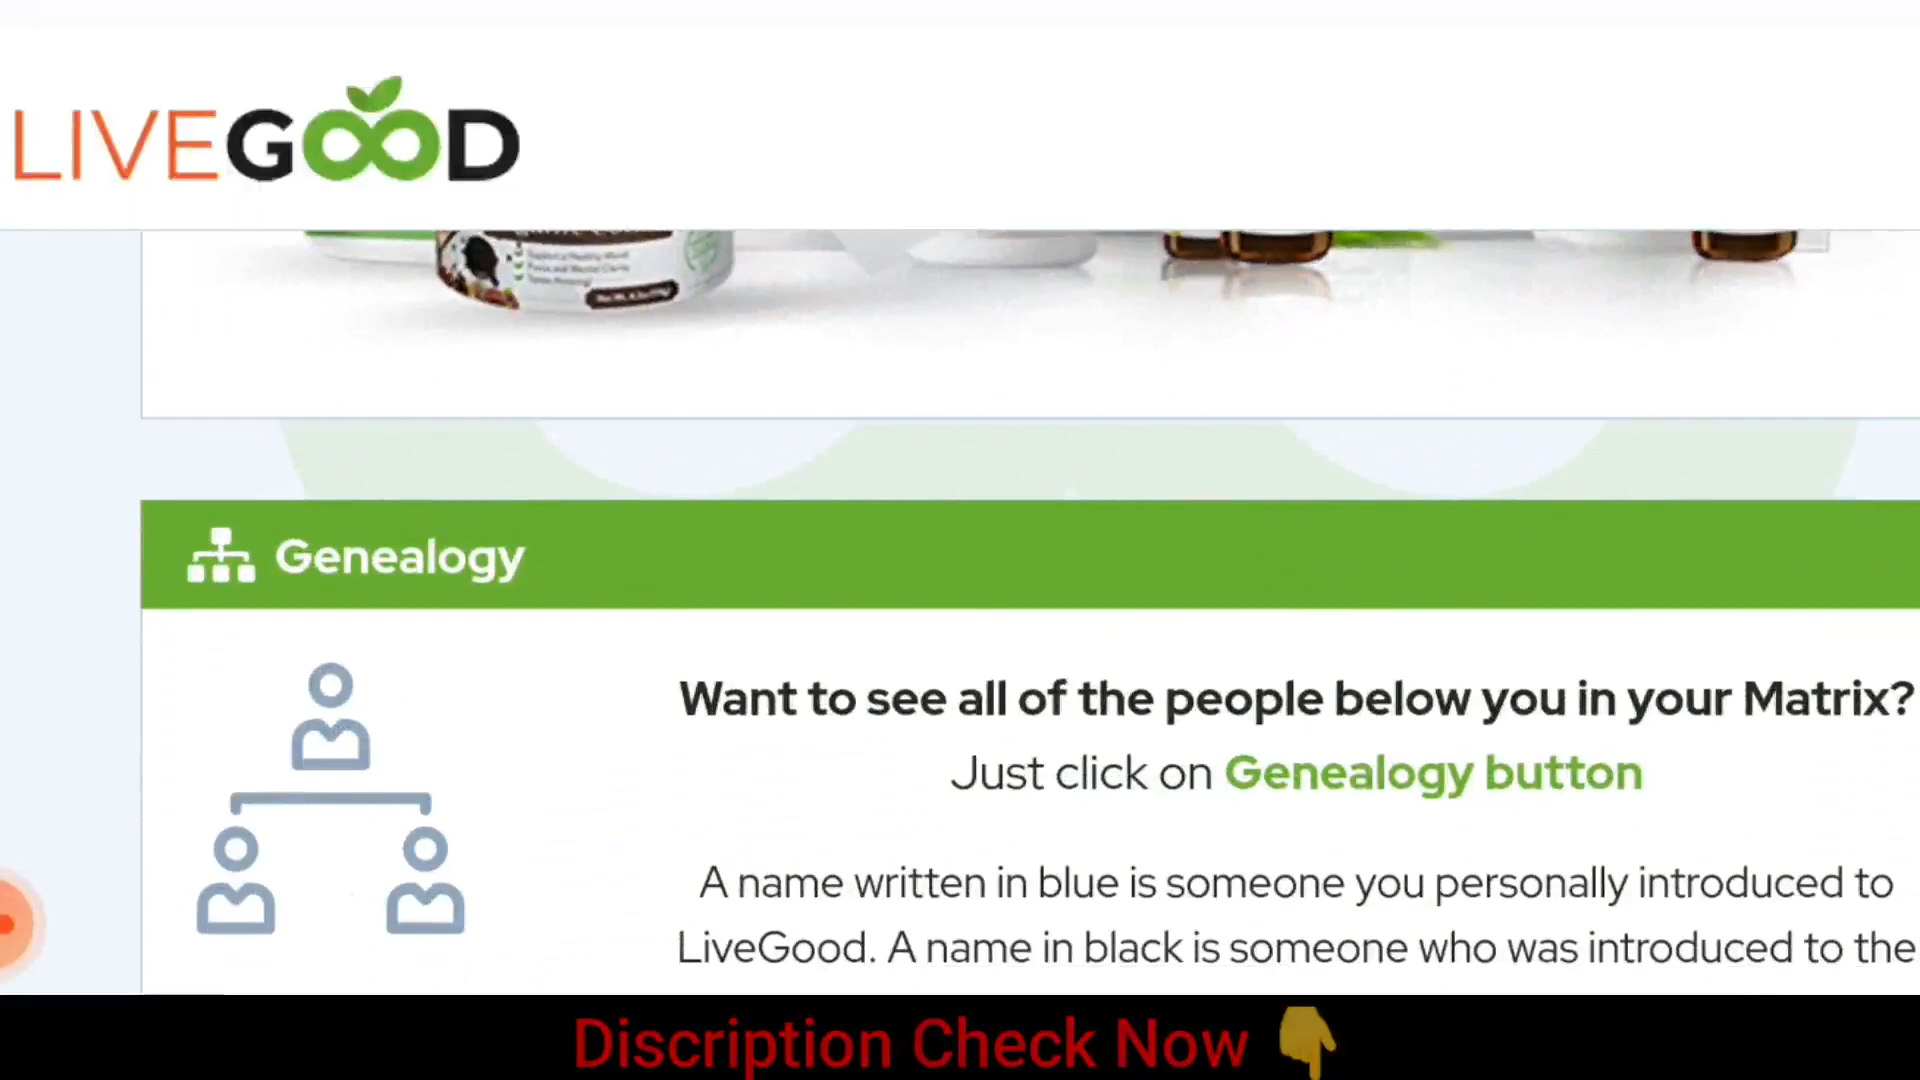 LIVEGOOD
Genealogy
Want to see all of the people below you in your Matrix?
Just click on Genealogy button
A name written in blue is someone you personally introduced to
LiveGood. A name in black is someone who was introduced to the
Discription Check Now 👇